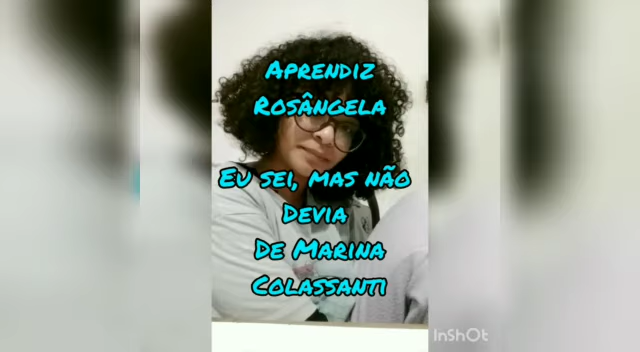 Aprendiz
Rosângela
Eu sei, mas não
devia
De Marina
Colassanti
InShOt